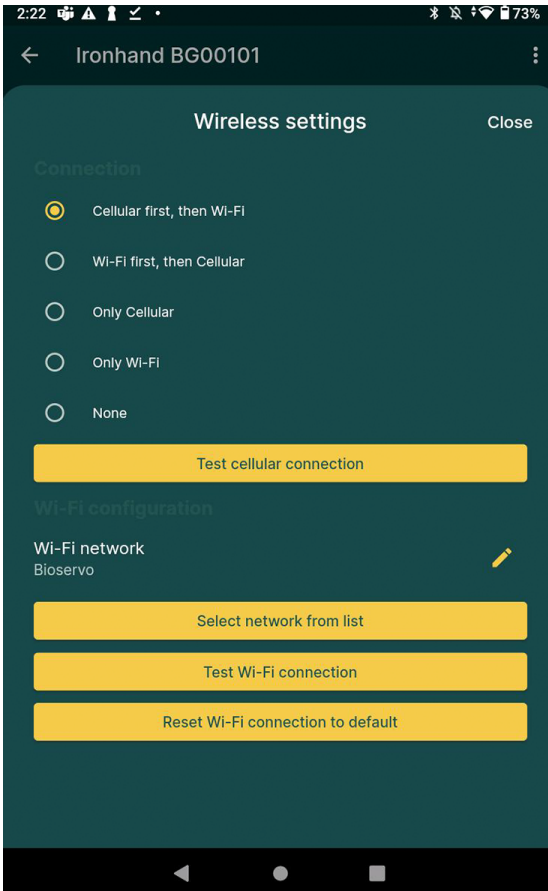 2:22 73%
Ironhand BG00101
Wireless settings Close
Connection
Cellular first, then Wi-Fi
Wi-Fi first, then Cellular
Only Cellular
Only Wi-Fi
None
Test cellular connection
Wi-Fi configuration
Wi-Fi network
Bioservo
Select network from list
Test Wi-Fi connection
Reset Wi-Fi connection to default